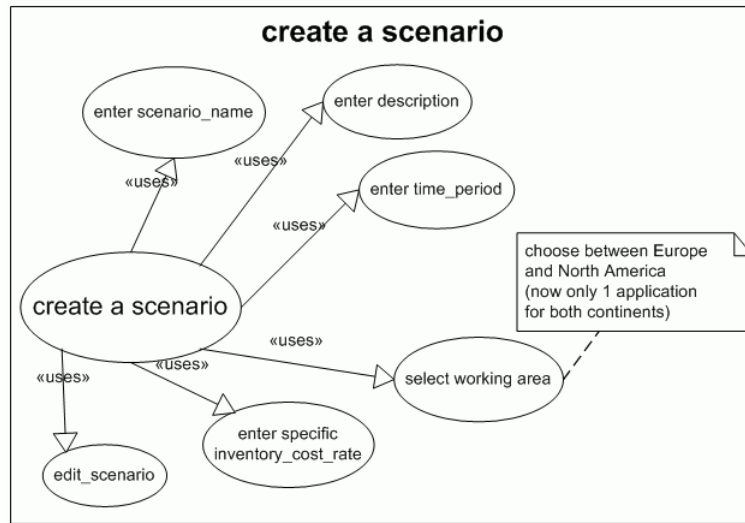 create a scenario
enter scenario_name
enter description
«uses»
«uses»
enter time_period
«uses»
choose between Europe
and North America
(now only 1 application
for both continents)
create a scenario
«uses»
«uses»
«uses»
select working area
enter specific
inventory_cost_rate
edit_scenario